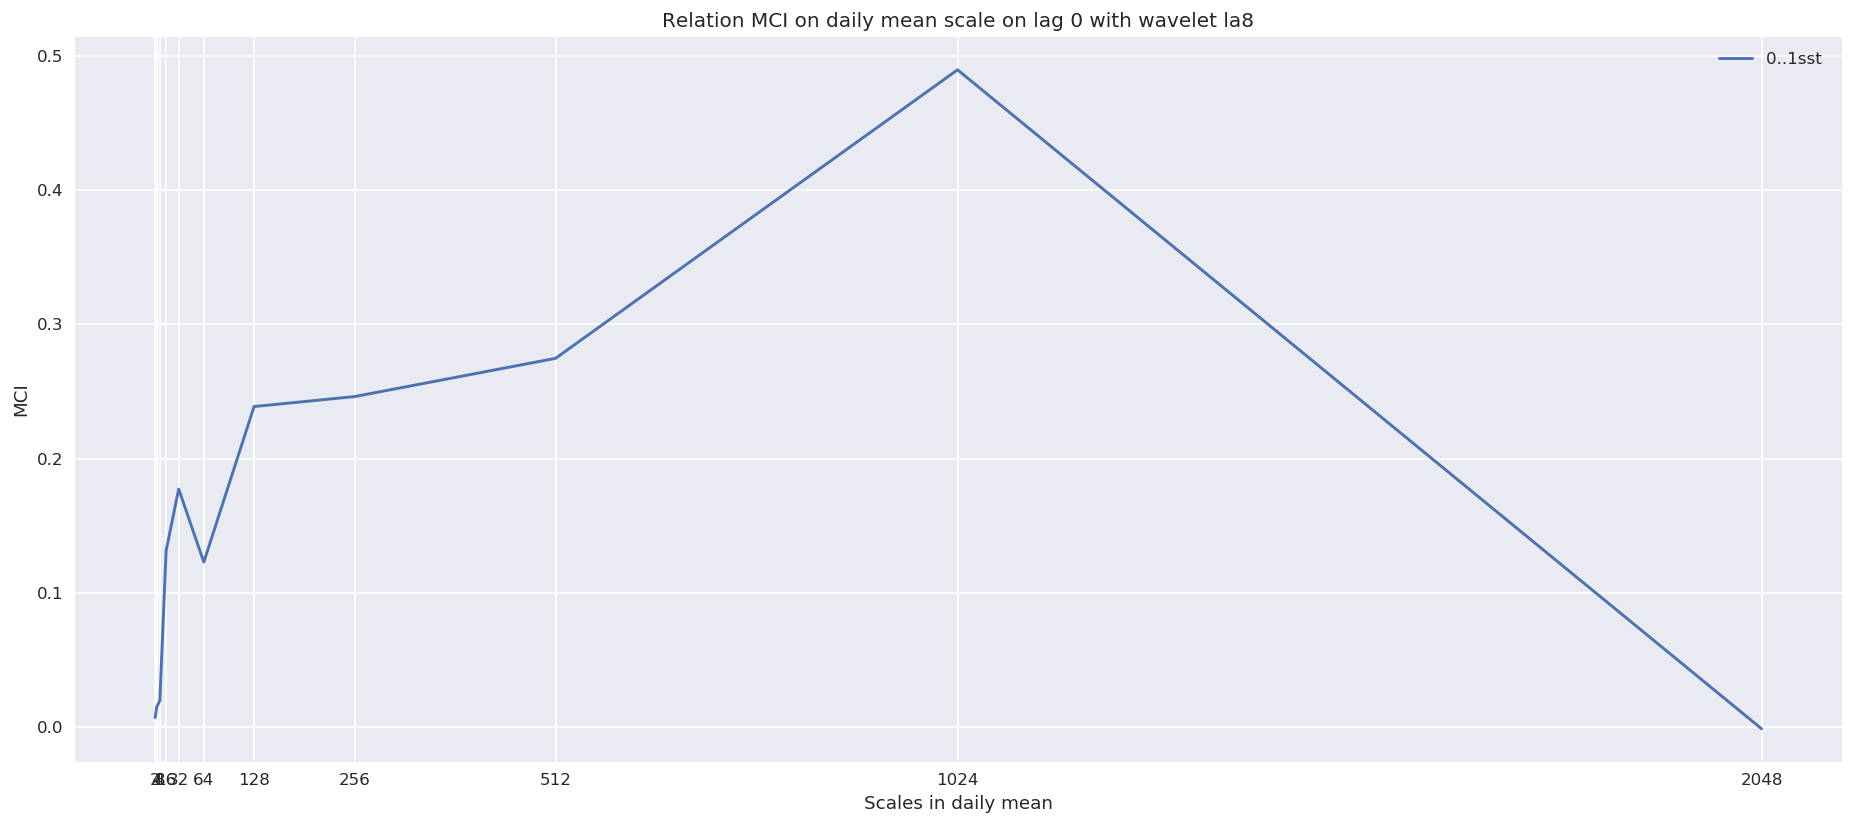 Relation MCI on daily mean scale on lag 0 with wavelet la8
0..1sst
0.5
0.4
0.3
0.2
0.1
0.0
MCI
32 64 128 256 512 1024 2048
Scales in daily mean